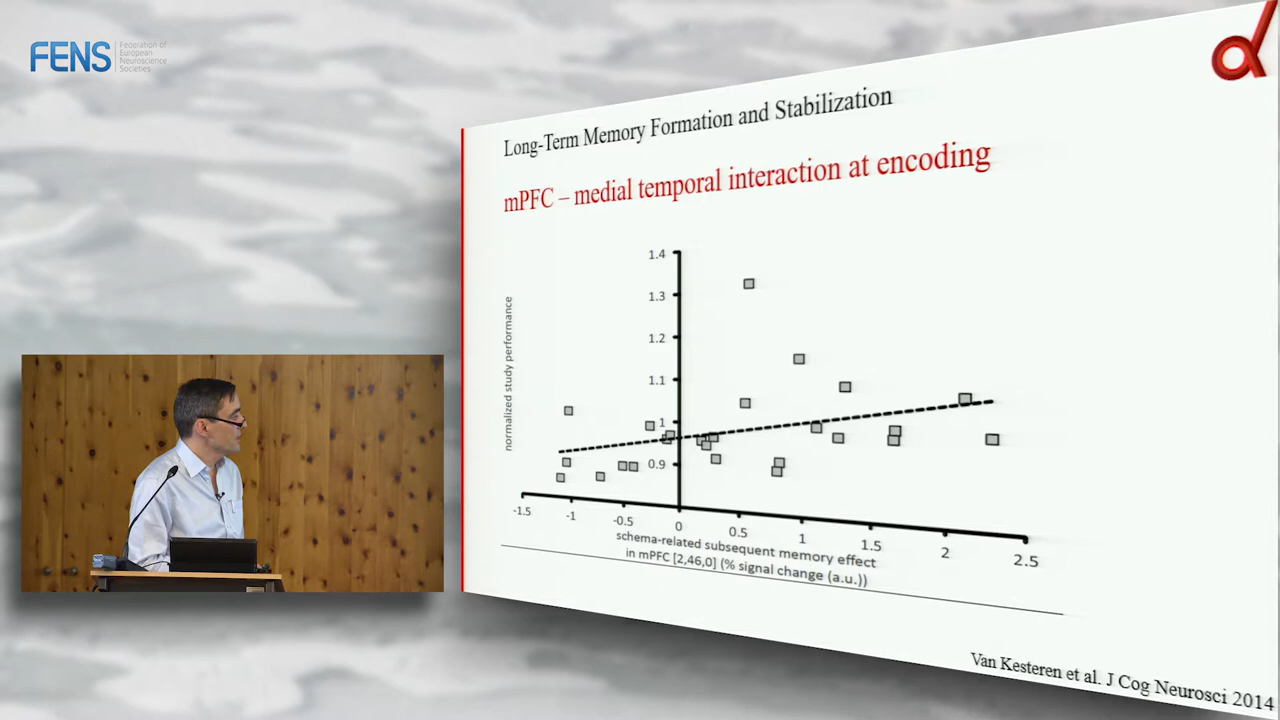 FENS
Federation of
European
Neuroscience
Societies
Long-Term Memory Formation and Stabilization
mPFC – medial temporal interaction at encoding
normalized study performance
1.4
1.3
1.2
1.1
1
0.9
-1.5
-1
-0.5
0
0.5
1
1.5
2
2.5
schema-related subsequent memory effect
in mPFC [2,46,0] (% signal change (a.u.))
Van Kesteren et al. J Cog Neurosci 2014